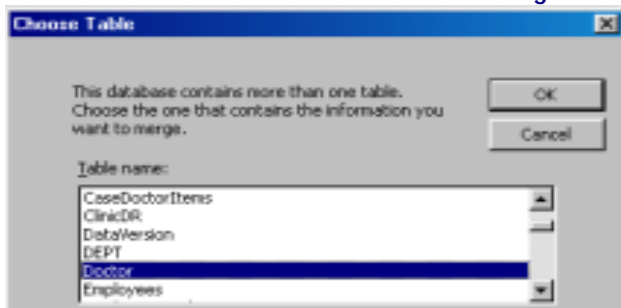 Choose Table
This database contains more than one table.
Choose the one that contains the information you
want to merge.
OK
Cancel
Table name:
CaseDoctorItems
ClinicDR
DataVersion
DEPT
Doctor
Employees